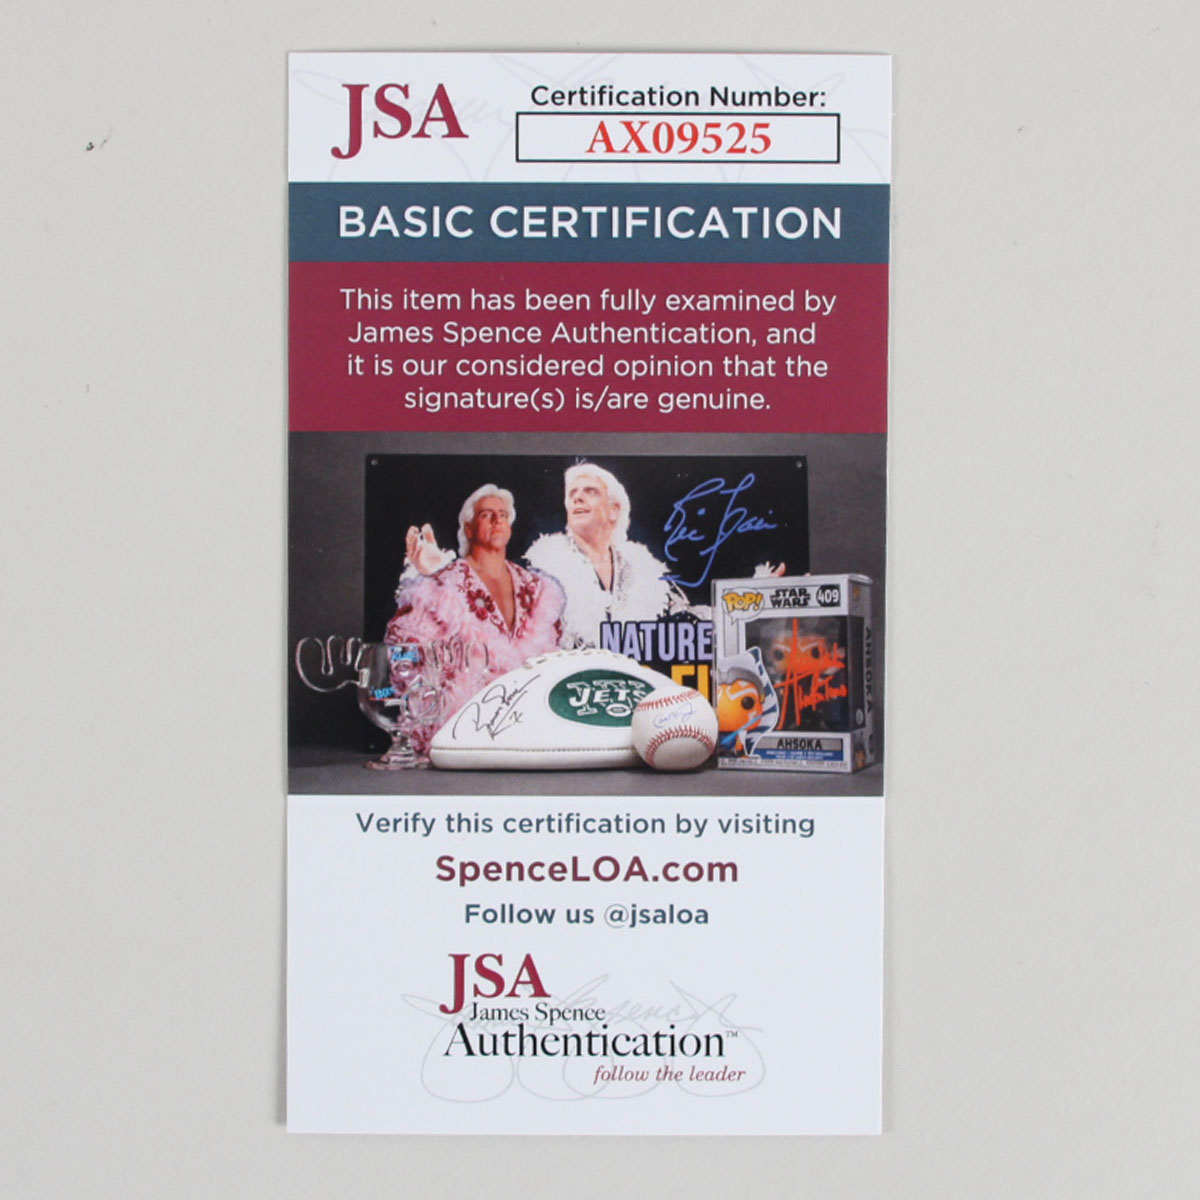 JSA
Certification Number:
AX09525
BASIC CERTIFICATION
This item has been fully examined by
James Spence Authentication, and
it is our considered opinion that the
signature(s) is/are genuine.
NATURE
POP!
STAR
WARS
409
AHSOKA
JETS
AHSOKA
Verify this certification by visiting
SpenceLOA.com
Follow us @jsaloa
JSA
James Spence
Authentication™
follow the leader